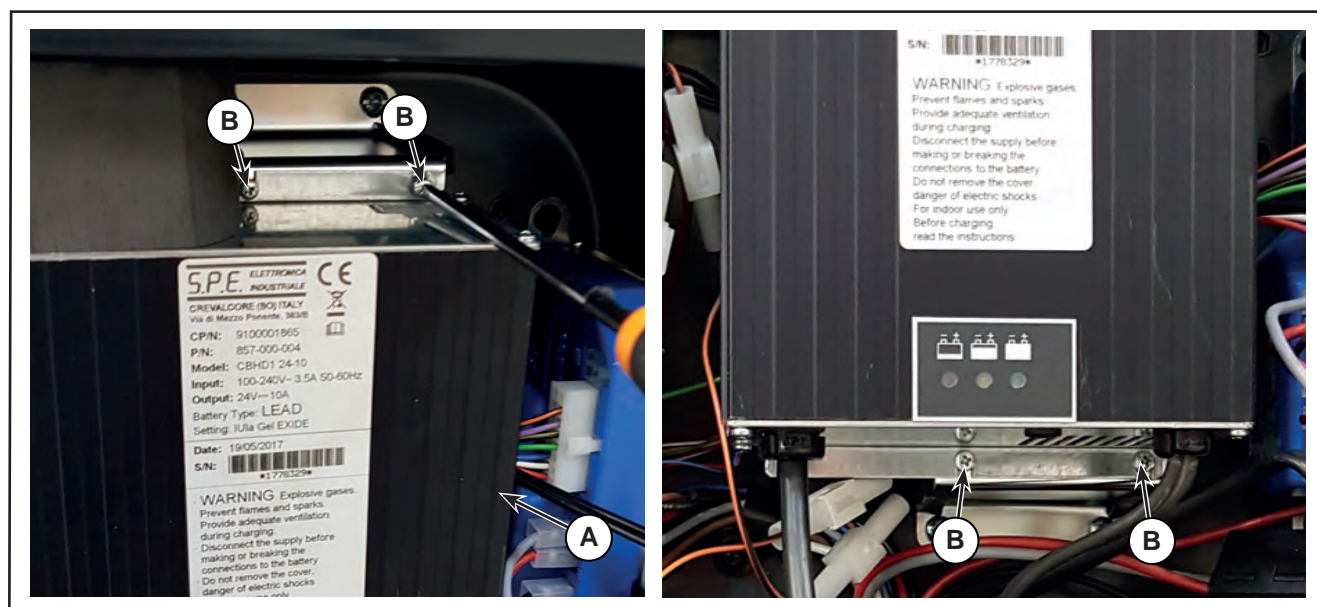 B
B
S.P.E. ELETTRONICA
INDUSTRIALE
CE
CREVALCORE (BO) ITALY
Via di Mezzo Ponente, 383/B
CP/N: 9100001865
P/N: 857-000-004
Model: CBHD1 24-10
Input: 100-240V~ 3.5A 50-60Hz
Output: 24V⎓10A
Battery Type: LEAD
Setting: IUIa Gel EXIDE
Date: 19/05/2017
S/N:
*1778329*
- WARNING Explosive gases.
Prevent flames and sparks.
Provide adequate ventilation
during charging.
- Disconnect the supply before
making or breaking the
connections to the battery
- Do not remove the cover,
danger of electric shocks
A
S/N:
*1778329*
WARNING Explosive gases
Prevent flames and sparks.
Provide adequate ventilation
during charging
Disconnect the supply before
making or breaking the
connections to the battery
Do not remove the cover
danger of electric shocks
For indoor use only
Before charging
read the instructions
S.P.E.
B
B